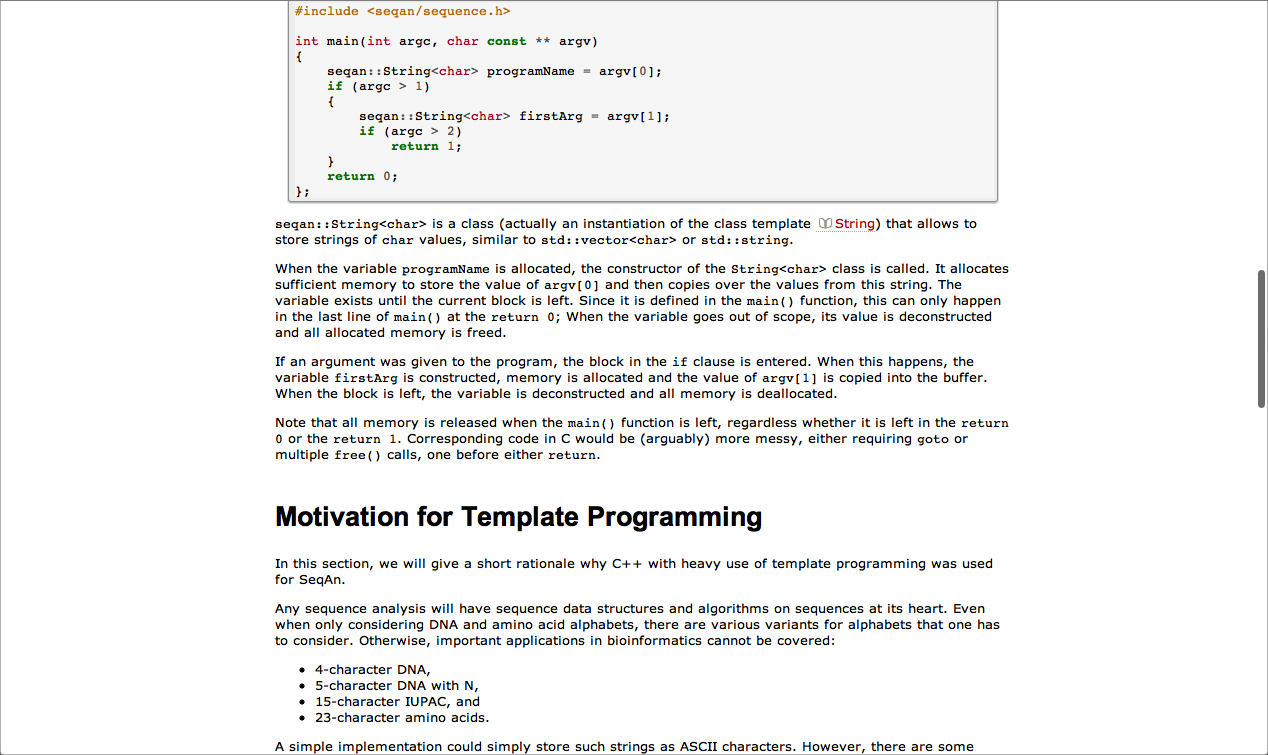 #include <seqan/sequence.h>
int main(int argc, char const ** argv)
{
seqan::String<char> programName = argv[0];
if (argc > 1)
{
seqan::String<char> firstArg = argv[1];
if (argc > 2)
return 1;
}
return 0;
};
seqan::String<char> is a class (actually an instantiation of the class template String) that allows to
store strings of char values, similar to std::vector<char> or std::string.
When the variable programName is allocated, the constructor of the String<char> class is called. It allocates
sufficient memory to store the value of argv[0] and then copies over the values from this string. The
variable exists until the current block is left. Since it is defined in the main() function, this can only happen
in the last line of main() at the return 0; When the variable goes out of scope, its value is deconstructed
and all allocated memory is freed.
If an argument was given to the program, the block in the if clause is entered. When this happens, the
variable firstArg is constructed, memory is allocated and the value of argv[1] is copied into the buffer.
When the block is left, the variable is deconstructed and all memory is deallocated.
Note that all memory is released when the main() function is left, regardless whether it is left in the return
0 or the return 1. Corresponding code in C would be (arguably) more messy, either requiring goto or
multiple free() calls, one before either return.
Motivation for Template Programming
In this section, we will give a short rationale why C++ with heavy use of template programming was used
for SeqAn.
Any sequence analysis will have sequence data structures and algorithms on sequences at its heart. Even
when only considering DNA and amino acid alphabets, there are various variants for alphabets that one has
to consider. Otherwise, important applications in bioinformatics cannot be covered:
• 4-character DNA,
• 5-character DNA with N,
• 15-character IUPAC, and
• 23-character amino acids.
A simple implementation could simply store such strings as ASCII characters. However, there are some